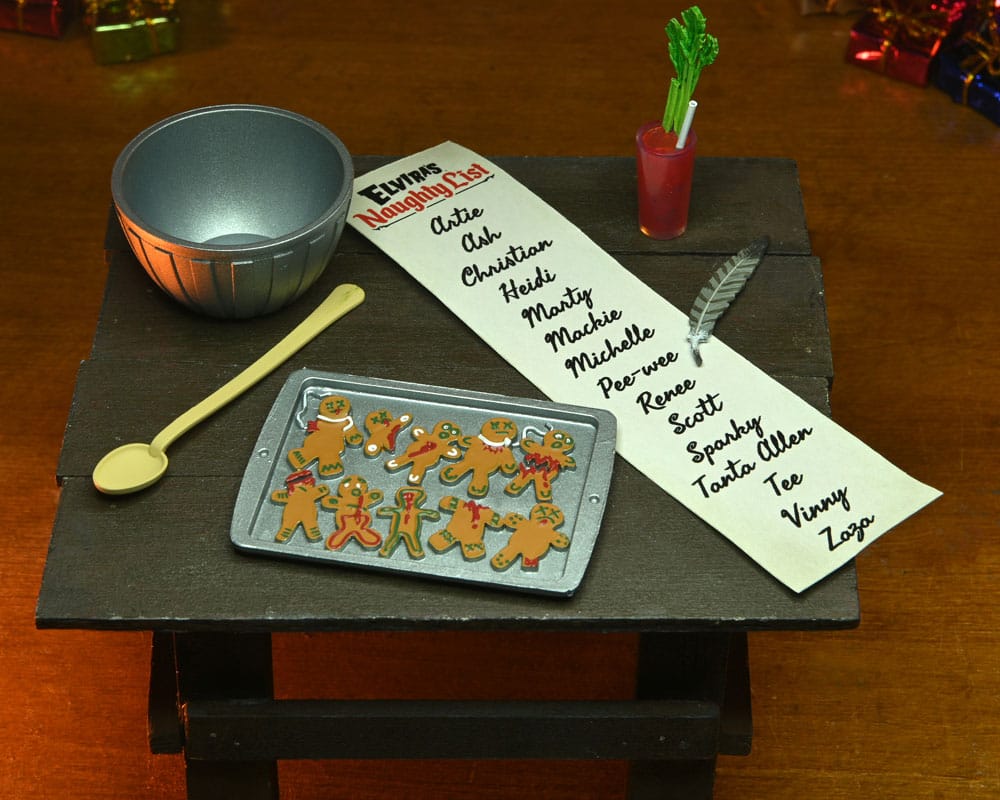 ELVIRA'S
Naughty List
Artie
Ash
Christian
Heidi
Marty
Mackie
Michelle
Pee-wee
Renee
Scott
Sparky
Tanta Allen
Tee
Vinny
Zaza